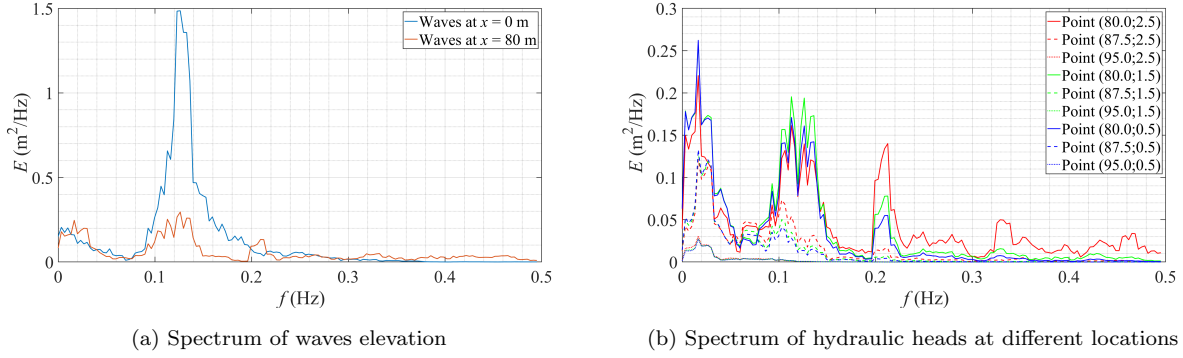 1.5
1
0.5
0
0
0.1
0.2
0.3
0.4
0.5
E (m²/Hz)
f (Hz)
Waves at x = 0 m
Waves at x = 80 m
(a) Spectrum of waves elevation
0.3
0.25
0.2
0.15
0.1
0.05
0
0
0.1
0.2
0.3
0.4
0.5
E (m²/Hz)
f (Hz)
Point (80.0;2.5)
Point (87.5;2.5)
Point (95.0;2.5)
Point (80.0;1.5)
Point (87.5;1.5)
Point (95.0;1.5)
Point (80.0;0.5)
Point (87.5;0.5)
Point (95.0;0.5)
(b) Spectrum of hydraulic heads at different locations